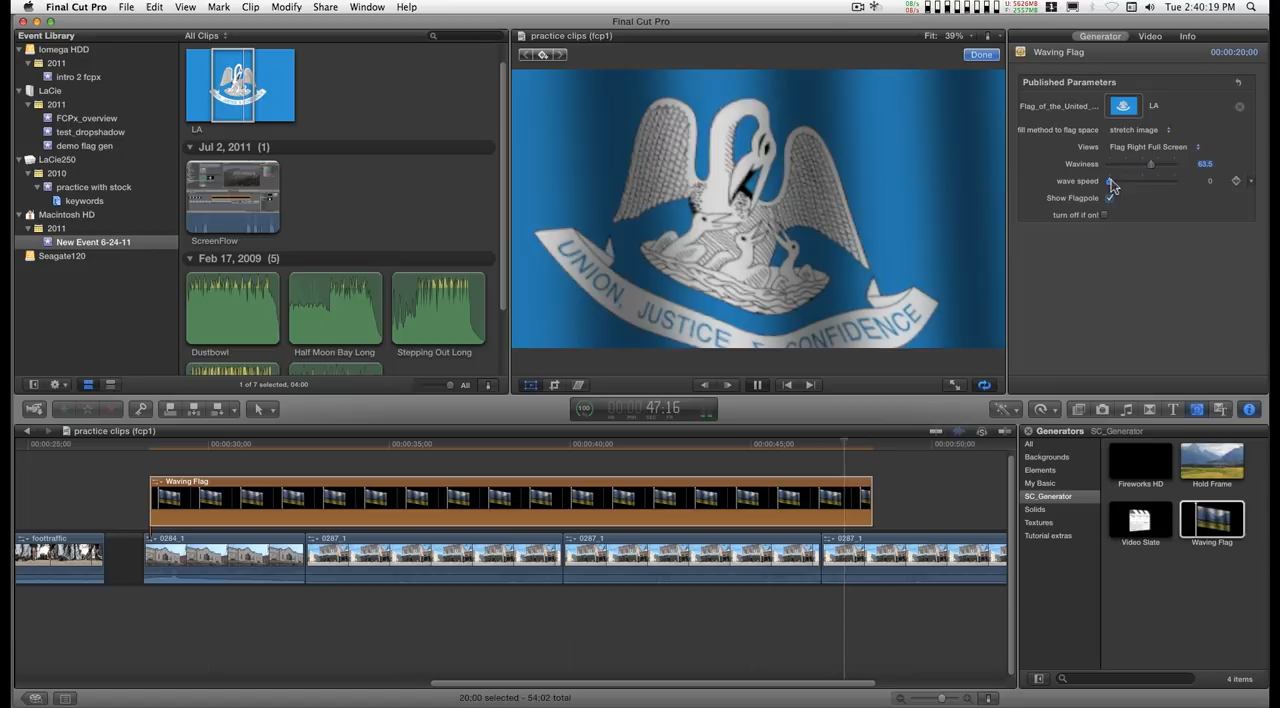 Final Cut Pro File Edit View Mark Clip Modify Share Window Help
Tue 2:40:19 PM
Final Cut Pro
Event Library
All Clips
practice clips (fcp1)
Fit: 39%
Generator Video Info
Iomega HDD
2011
intro 2 fcpx
LaCie
2011
FCPx_overview
test_dropshadow
demo flag gen
LaCie250
2010
practice with stock
keywords
Macintosh HD
2011
New Event 6-24-11
Seagate120
LA
Jul 2, 2011 (1)
ScreenFlow
Feb 17, 2009 (5)
Dustbowl
Half Moon Bay Long
Stepping Out Long
1 of 7 selected, 04:00
All
Done
UNION, JUSTICE & CONFIDENCE
Waving Flag
00:00:20;00
Published Parameters
Flag_of_the_United_... LA
fill method to flag space stretch image
Views Flag Right Full Screen
Waviness 63.5
wave speed 0
Show Flagpole
turn off if onl
100 00:00 47:16
practice clips (fcp1)
00:00:25;00 00:00:30;00 00:00:35;00 00:00:40;00 00:00:45;00 00:00:50;00
Waving Flag
foottraffic
0284_1
0287_1
0287_1
0287_1
20:00 selected - 54:02 total
Generators SC_Generator
All
Backgrounds
Elements
My Basic
SC_Generator
Solids
Textures
Tutorial extras
Fireworks HD
Hold Frame
Video Slate
Waving Flag
4 items